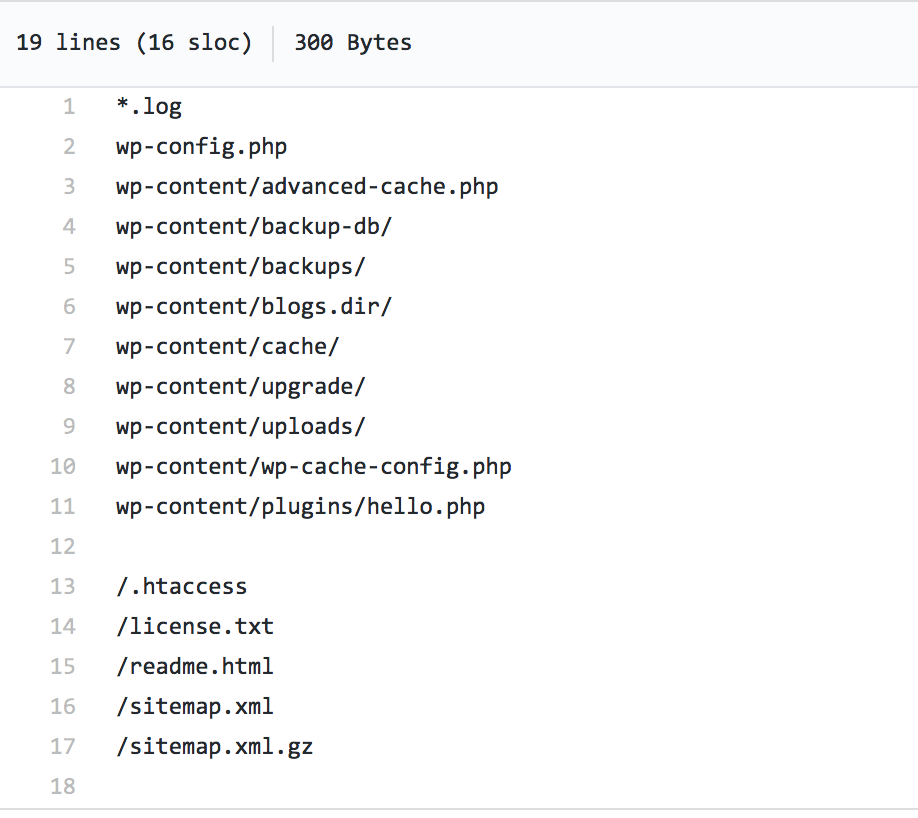 19 lines (16 sloc) 300 Bytes
1 *.log
2 wp-config.php
3 wp-content/advanced-cache.php
4 wp-content/backup-db/
5 wp-content/backups/
6 wp-content/blogs.dir/
7 wp-content/cache/
8 wp-content/upgrade/
9 wp-content/uploads/
10 wp-content/wp-cache-config.php
11 wp-content/plugins/hello.php
12
13 /.htaccess
14 /license.txt
15 /readme.html
16 /sitemap.xml
17 /sitemap.xml.gz
18